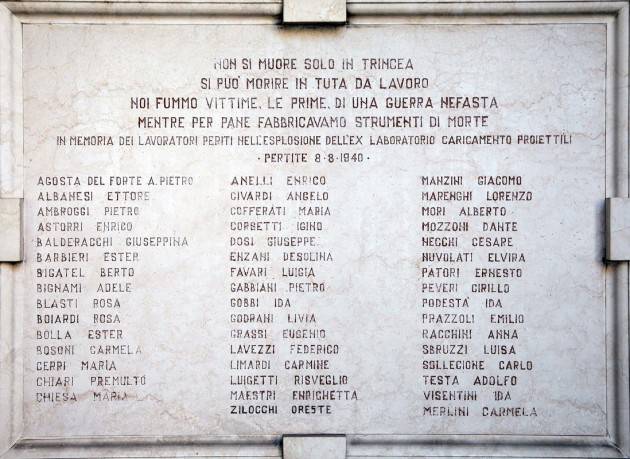 NON SI MUORE SOLO IN TRINCEA
SI PUO' MORIRE IN TUTA DA LAVORO
NOI FUMMO VITTIME, LE PRIME, DI UNA GUERRA NEFASTA
MENTRE PER PANE FABBRICAVAMO STRUMENTI DI MORTE
IN MEMORIA DEI LAVORATORI PERITI NELL'ESPLOSIONE DELL'EX LABORATORIO CARICAMENTO PROIETTILI
· PERTITE 8-8-1940 ·
AGOSTA DEL FORTE A. PIETRO
ALBANESI ETTORE
AMBROGGI PIETRO
ASTORRI ENRICO
BALDERACCHI GIUSEPPINA
BARBIERI ESTER
BIGATEL BERTO
BIGNAMI ADELE
BLASTI ROSA
BOIARDI ROSA
BOLLA ESTER
BOSONI CARMELA
CERRI MARIA
CHIARI PREMULTO
CHIESA MARIA
ANELLI ENRICO
CIVARDI ANGELO
COFFERATI MARIA
CORSETTI IGINO
DOSI GIUSEPPE
ENZANI DESOLINA
FAVARI LUIGIA
GABBIANI PIETRO
GOBBI IDA
GODRANI LIVIA
GRASSI EUGENIO
LAVEZZI FEDERICO
LIMARDI CARMINE
LUIGETTI RISVEGLIO
MAESTRI ENRICHETTA
ZILOCCHI ORESTE
MANZINI GIACOMO
MARENGHI LORENZO
MORI ALBERTO
MOZZONI DANTE
NECCHI CESARE
NUVOLATI ELVIRA
PATORI ERNESTO
PEVERI CIRILLO
PODESTA' IDA
PRAZZOLI EMILIO
RACCHINI ANNA
SBRUZZI LUISA
SOLLECIONE CARLO
TESTA ADOLFO
VISENTINI IDA
MERLINI CARMELA